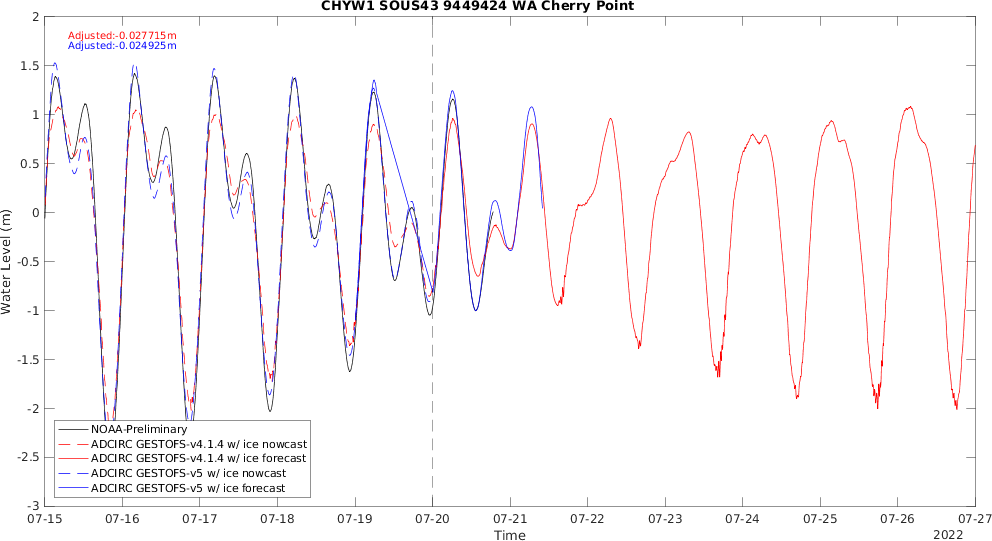 CHYW1 SOUS43 9449424 WA Cherry Point
Adjusted:-0.027715m
Adjusted:-0.024925m
2
1.5
1
0.5
0
-0.5
-1
-1.5
-2
-2.5
-3
Water Level (m)
NOAA-Preliminary
ADCIRC GESTOFS-v4.1.4 w/ ice nowcast
ADCIRC GESTOFS-v4.1.4 w/ ice forecast
ADCIRC GESTOFS-v5 w/ ice nowcast
ADCIRC GESTOFS-v5 w/ ice forecast
07-15 07-16 07-17 07-18 07-19 07-20 07-21 07-22 07-23 07-24 07-25 07-26 07-27
Time
2022